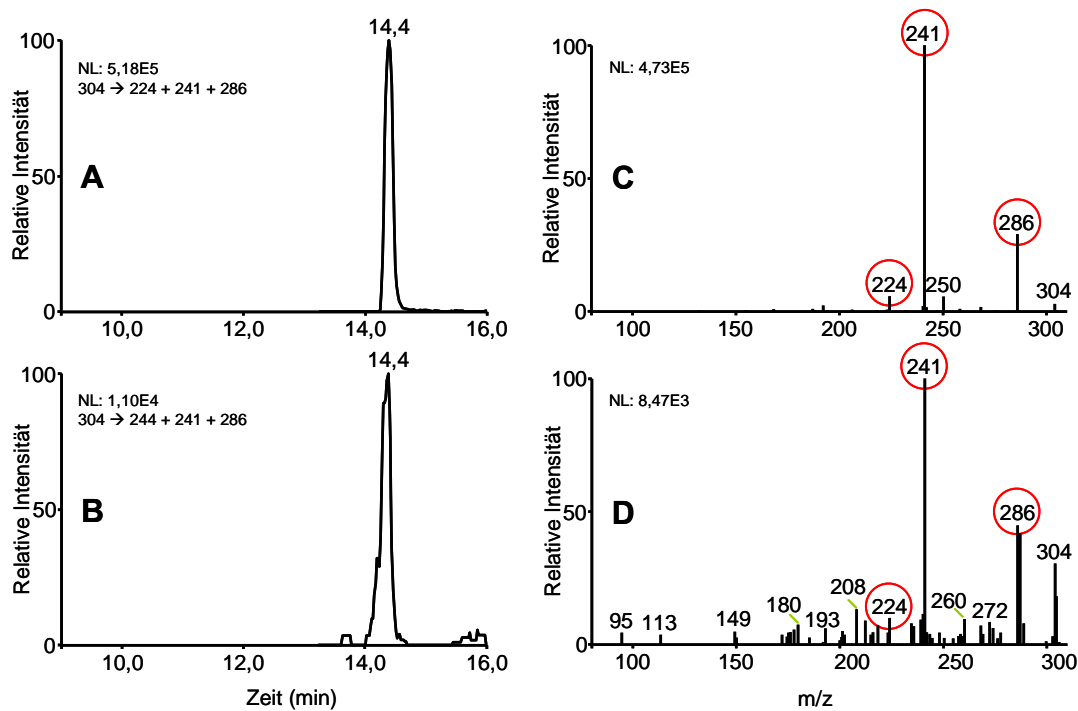 14,4
100
NL: 5,18E5
304 → 224 + 241 + 286
Relative Intensität
A
50
0
10,0 12,0 14,0 16,0
241
100
NL: 4,73E5
Relative Intensität
C
50
286
224 250 304
0
100 150 200 250 300
14,4
100
NL: 1,10E4
304 → 244 + 241 + 286
Relative Intensität
B
50
0
10,0 12,0 14,0 16,0
Zeit (min)
241
100
NL: 8,47E3
Relative Intensität
D
50
286
304
208
224
260
272
180
193
149
95 113
0
100 150 200 250 300
m/z